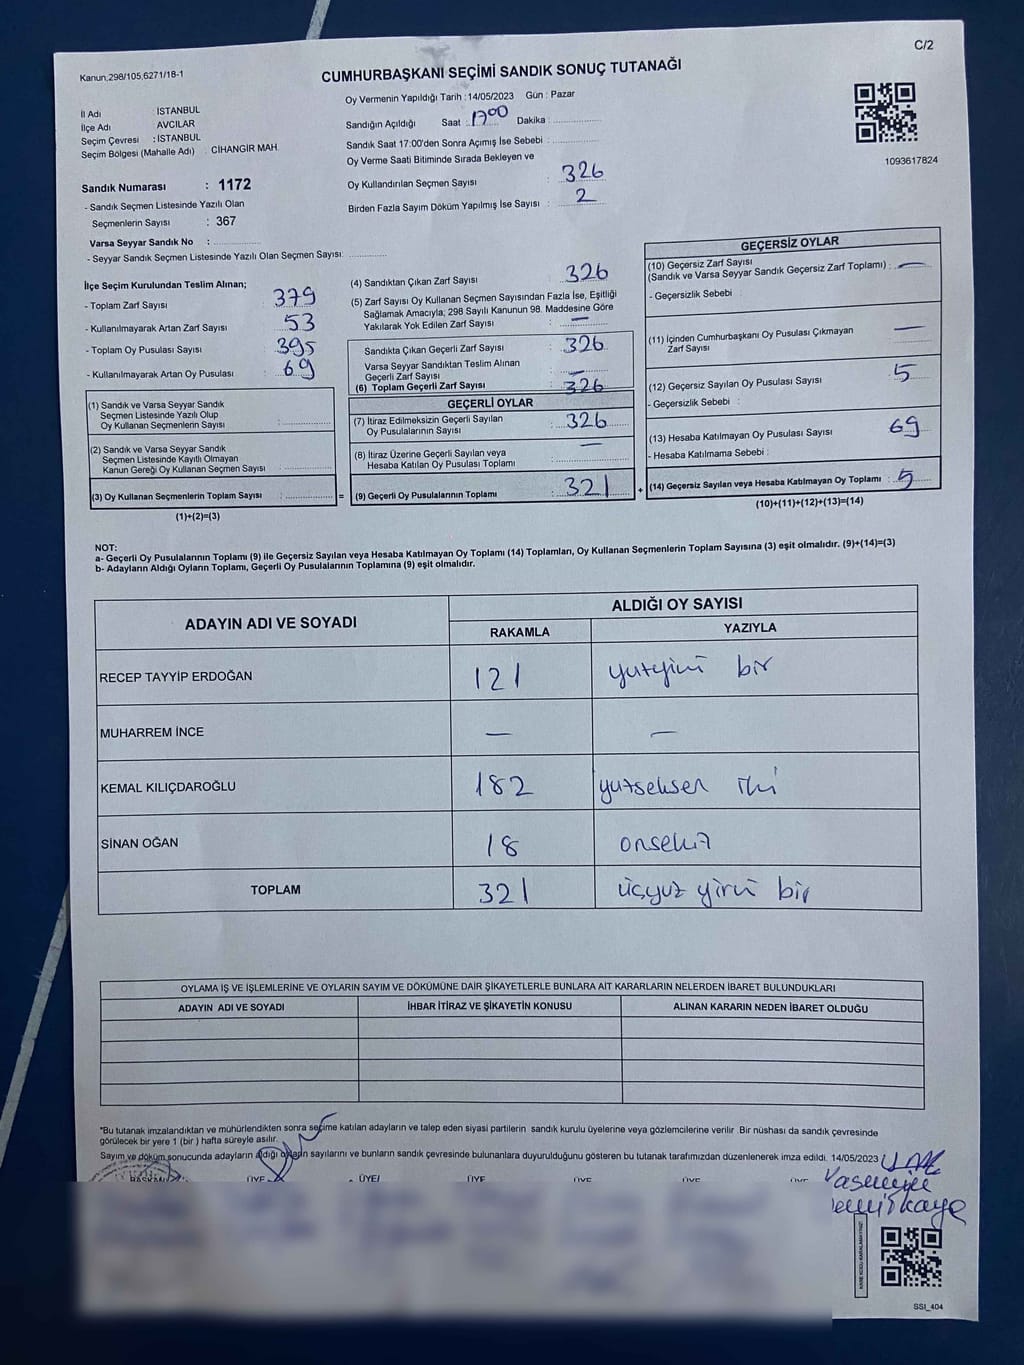 C/2
Kanun,298/105,6271/18-1
CUMHURBAŞKANI SEÇİMİ SANDIK SONUÇ TUTANAĞI
Oy Vermenin Yapıldığı Tarih : 14/05/2023 Gün : Pazar
İl Adı İSTANBUL
İlçe Adı AVCILAR
Seçim Çevresi : İSTANBUL
Seçim Bölgesi (Mahalle Adı) : CİHANGİR MAH.
Sandık Numarası : 1172
- Sandık Seçmen Listesinde Yazılı Olan
Seçmenlerin Sayısı : 367
Varsa Seyyar Sandık No :
- Seyyar Sandık Seçmen Listesinde Yazılı Olan Seçmen Sayısı:
Sandığın Açıldığı Saat : 1700 Dakika :
Sandık Saat 17:00'den Sonra Açımış İse Sebebi :
Oy Verme Saati Bitiminde Sırada Bekleyen ve
Oy Kullandırılan Seçmen Sayısı : 326
Birden Fazla Sayım Döküm Yapılmış İse Sayısı : 2
1093617824
İlçe Seçim Kurulundan Teslim Alınan;
- Toplam Zarf Sayısı : 379
- Kullanılmayarak Artan Zarf Sayısı : 53
- Toplam Oy Pusulası Sayısı : 395
- Kullanılmayarak Artan Oy Pusulası : 69
(1) Sandık ve Varsa Seyyar Sandık
Seçmen Listesinde Yazılı Olup
Oy Kullanan Seçmenlerin Sayısı :
(2) Sandık ve Varsa Seyyar Sandık
Seçmen Listesinde Kayıtlı Olmayan
Kanun Gereği Oy Kullanan Seçmen Sayısı :
(3) Oy Kullanan Seçmenlerin Toplam Sayısı : =
(1)+(2)=(3)
(4) Sandıktan Çıkan Zarf Sayısı : 326
(5) Zarf Sayısı Oy Kullanan Seçmen Sayısından Fazla İse, Eşitliği
Sağlamak Amacıyla; 298 Sayılı Kanunun 98. Maddesine Göre
Yakılarak Yok Edilen Zarf Sayısı : —
Sandıkta Çıkan Geçerli Zarf Sayısı : 326
Varsa Seyyar Sandıktan Teslim Alınan
Geçerli Zarf Sayısı : —
(6) Toplam Geçerli Zarf Sayısı : 326
GEÇERLİ OYLAR
(7) İtiraz Edilmeksizin Geçerli Sayılan
Oy Pusulalarının Sayısı : 326
(8) İtiraz Üzerine Geçerli Sayılan veya
Hesaba Katılan Oy Pusulası Toplamı : —
(9) Geçerli Oy Pusulalarının Toplamı : 321 +
GEÇERSİZ OYLAR
(10) Geçersiz Zarf Sayısı
(Sandık ve Varsa Seyyar Sandık Geçersiz Zarf Toplamı) : —
- Geçersizlik Sebebi :
(11) İçinden Cumhurbaşkanı Oy Pusulası Çıkmayan
Zarf Sayısı : —
(12) Geçersiz Sayılan Oy Pusulası Sayısı : 5
- Geçersizlik Sebebi :
(13) Hesaba Katılmayan Oy Pusulası Sayısı : 69
- Hesaba Katılmama Sebebi :
(14) Geçersiz Sayılan veya Hesaba Katılmayan Oy Toplamı : 5
(10)+(11)+(12)+(13)=(14)
NOT:
a- Geçerli Oy Pusulalarının Toplamı (9) ile Geçersiz Sayılan veya Hesaba Katılmayan Oy Toplamı (14) Toplamları, Oy Kullanan Seçmenlerin Toplam Sayısına (3) eşit olmalıdır. (9)+(14)=(3)
b- Adayların Aldığı Oyların Toplamı, Geçerli Oy Pusulalarının Toplamına (9) eşit olmalıdır.
ADAYIN ADI VE SOYADI ALDIĞI OY SAYISI
RAKAMLA YAZIYLA
RECEP TAYYİP ERDOĞAN 121 yüzyirmi bir
MUHARREM İNCE — —
KEMAL KILIÇDAROĞLU 182 yüzseksen iki
SİNAN OĞAN 18 onsekiz
TOPLAM 321 üçyüz yirmi bir
OYLAMA İŞ VE İŞLEMLERİNE VE OYLARIN SAYIM VE DÖKÜMÜNE DAİR ŞİKAYETLERLE BUNLARA AİT KARARLARIN NELERDEN İBARET BULUNDUKLARI
ADAYIN ADI VE SOYADI İHBAR İTİRAZ VE ŞİKAYETİN KONUSU ALINAN KARARIN NEDEN İBARET OLDUĞU
*Bu tutanak imzalandıktan ve mühürlendikten sonra seçime katılan adayların ve talep eden siyasi partilerin sandık kurulu üyelerine veya gözlemcilerine verilir .Bir nüshası da sandık çevresinde
görülecek bir yere 1 (bir ) hafta süreyle asılır.
Sayım ve döküm sonucunda adayların aldığı oyların sayılarını ve bunların sandık çevresinde bulunanlara duyurulduğunu gösteren bu tutanak tarafımızdan düzenlenerek imza edildi. 14/05/2023
BAŞKAN ÜYE ÜYE ÜYE ÜYE ÜYE ÜYE
SSI_404